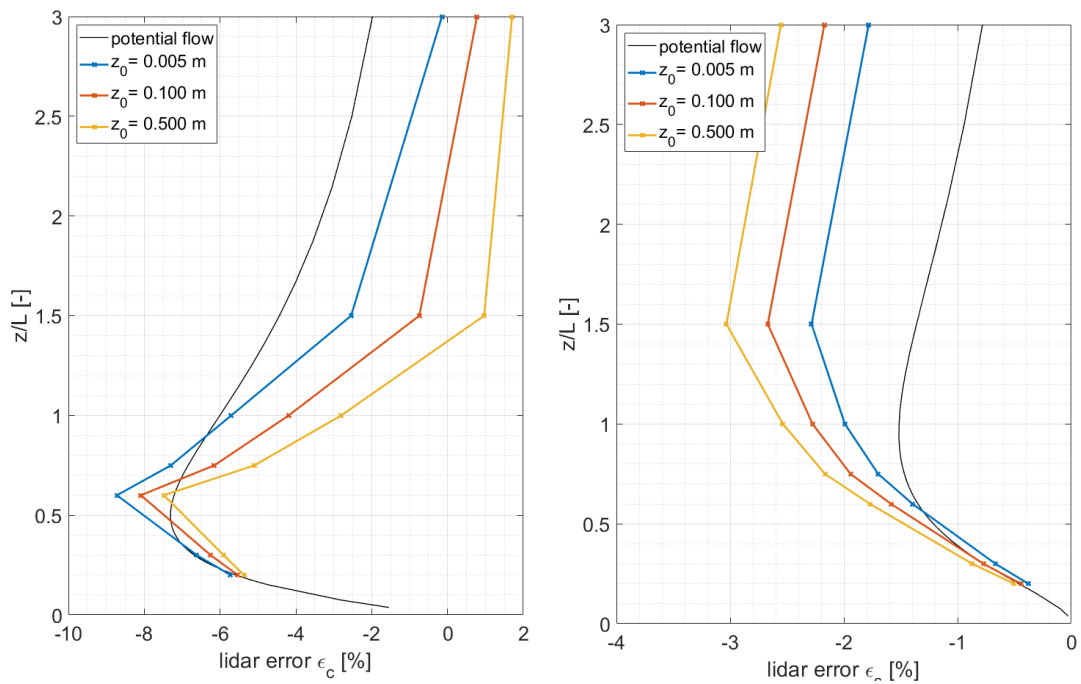 3
2.5
2
1.5
1
0.5
0
z/L [-]
potential flow
z0= 0.005 m
z0= 0.100 m
z0= 0.500 m
-10
-8
-6
-4
-2
0
2
lidar error ϵc [%]
3
2.5
2
1.5
1
0.5
0
z/L [-]
potential flow
z0= 0.005 m
z0= 0.100 m
z0= 0.500 m
-4
-3
-2
-1
0
lidar error ϵc [%]